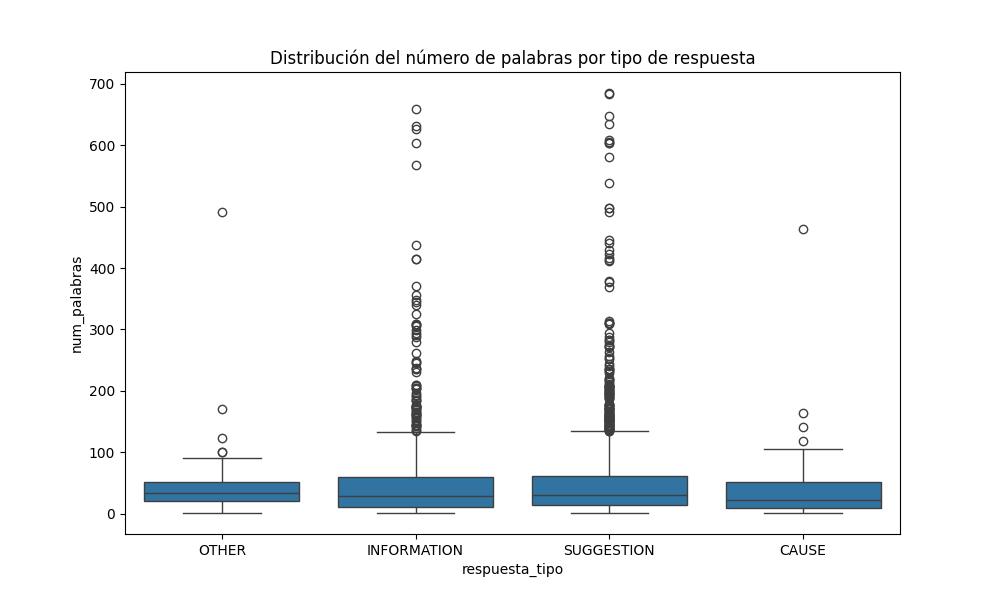 Distribución del número de palabras por tipo de respuesta
700
600
500
400
300
200
100
0
num_palabras
OTHER INFORMATION SUGGESTION CAUSE
respuesta_tipo